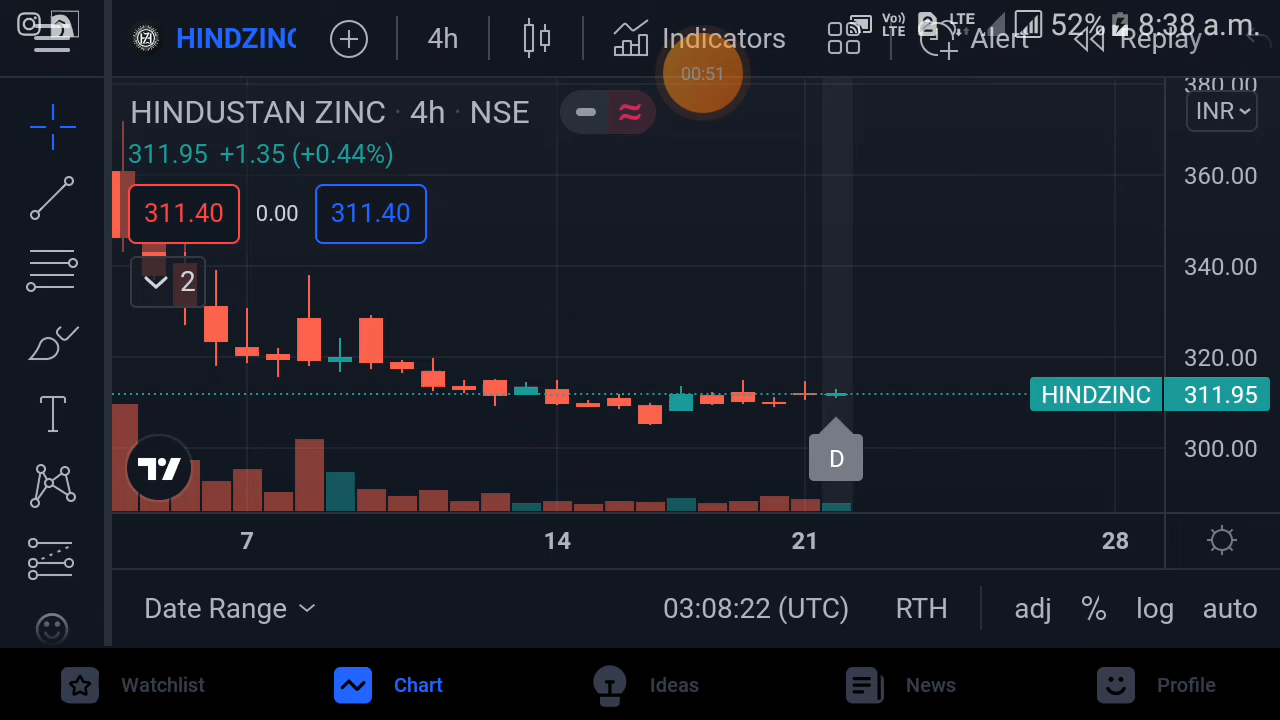 HINDZINC 4h Indicators Alert Replay
Vo) LTE LTE 52% 8:38 a.m.
00:51
HINDUSTAN ZINC · 4h · NSE
311.95 +1.35 (+0.44%)
311.40 0.00 311.40
2
380.00
INR
360.00
340.00
320.00
HINDZINC 311.95
300.00
D
7 14 21 28
Date Range 03:08:22 (UTC) RTH adj % log auto
Watchlist Chart Ideas News Profile